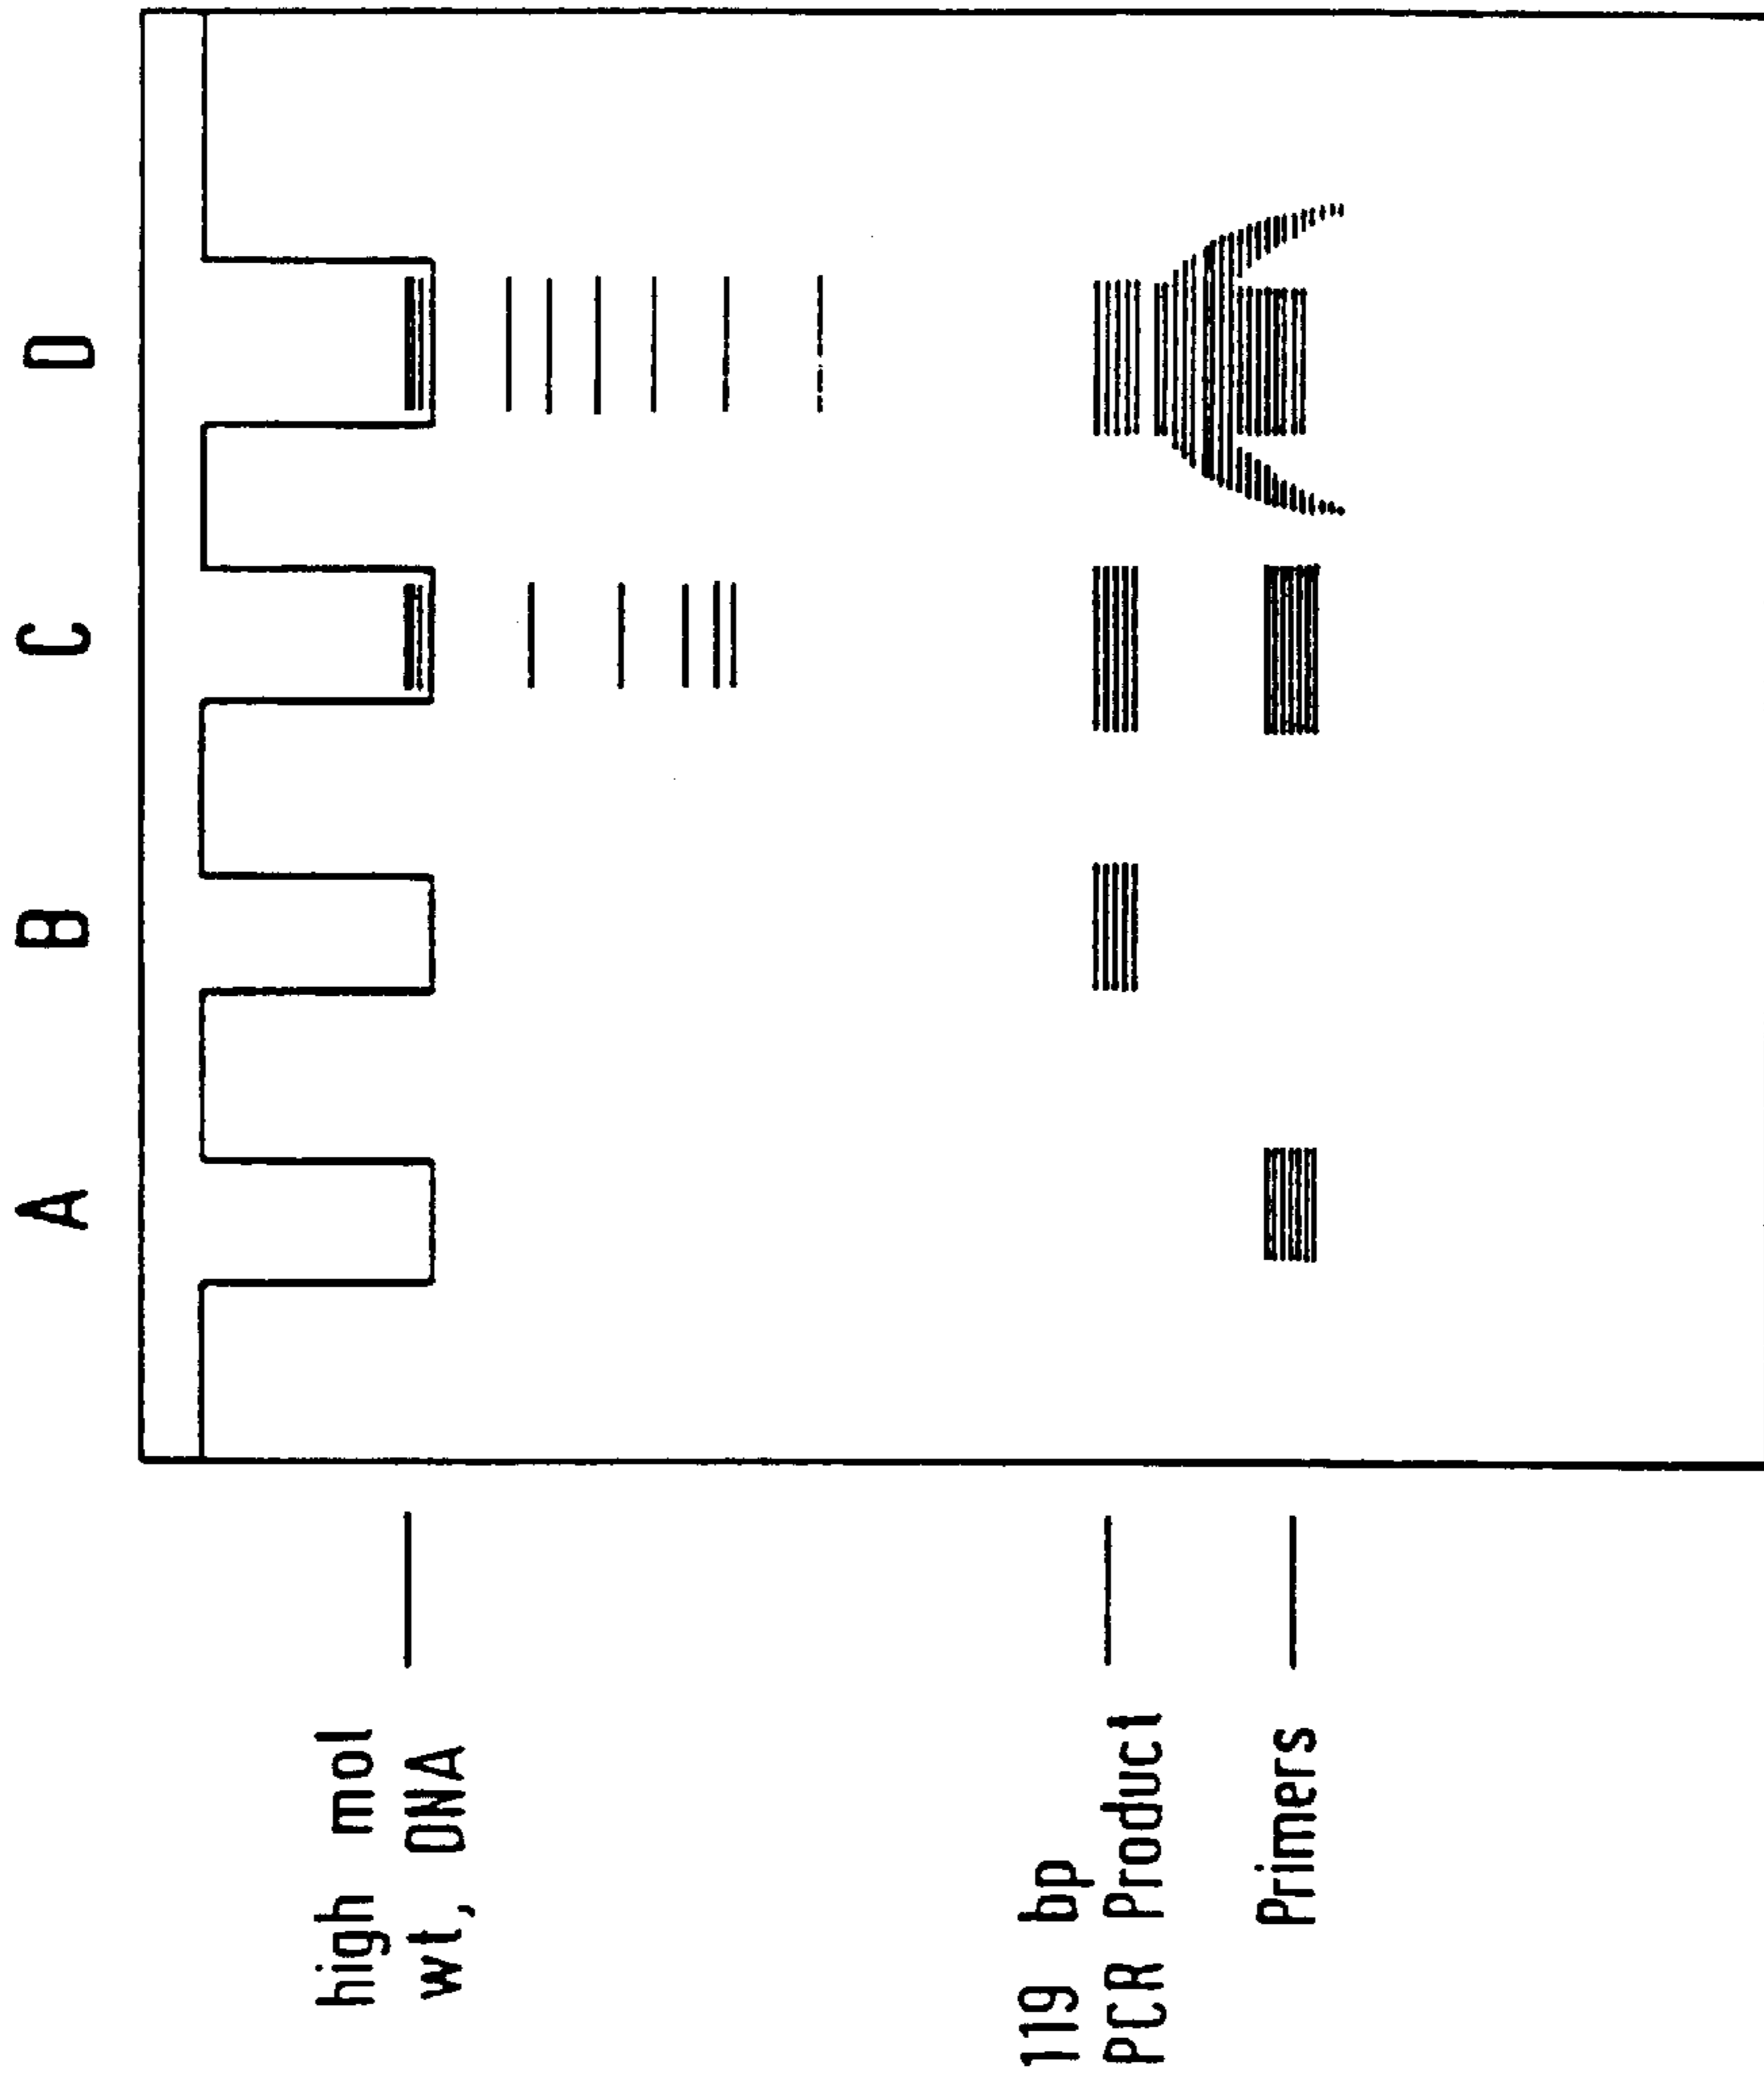 A B C D
high mol
wt, DNA
119 bp
PCR Product
Primers